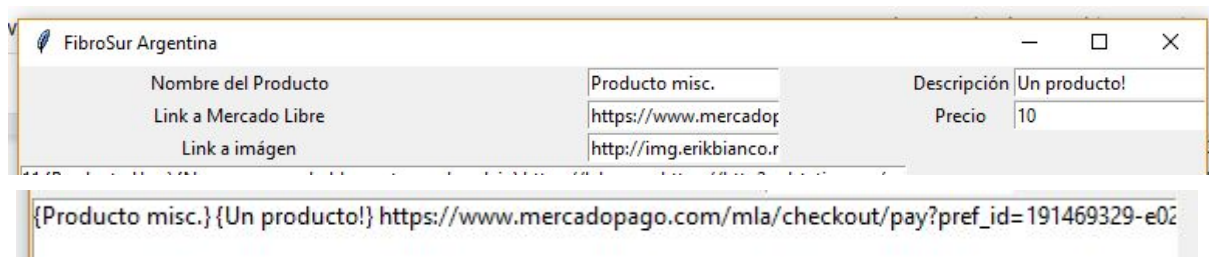 FibroSur Argentina
Nombre del Producto Producto misc. Descripción Un producto!
Link a Mercado Libre https://www.mercadop Precio 10
Link a imágen http://img.erikbianco.r
{Producto misc.} {Un producto!} https://www.mercadopago.com/mla/checkout/pay?pref_id=191469329-e02